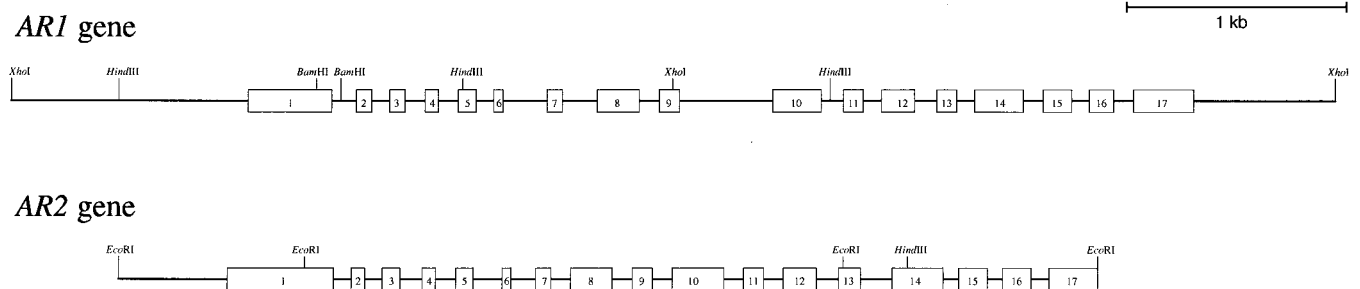 1 kb
AR1 gene
XhoI HindIII BamHI BamHI HindIII XhoI HindIII XhoI
1 2 3 4 5 6 7 8 9 10 11 12 13 14 15 16 17
AR2 gene
EcoRI EcoRI EcoRI HindIII EcoRI
1 2 3 4 5 6 7 8 9 10 11 12 13 14 15 16 17